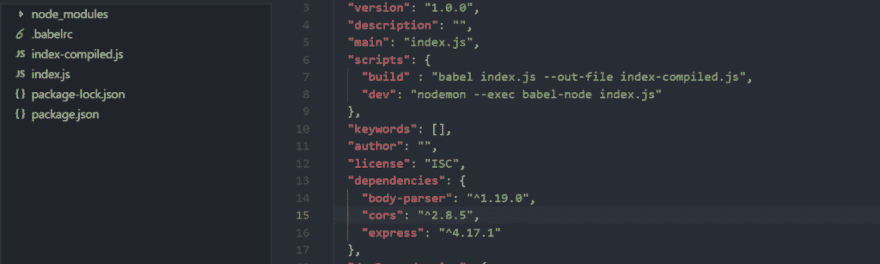 node_modules
.babelrc
JS index-compiled.js
JS index.js
{} package-lock.json
{} package.json
3 "version": "1.0.0",
4 "description": "",
5 "main": "index.js",
6 "scripts": {
7 "build" : "babel index.js --out-file index-compiled.js",
8 "dev": "nodemon --exec babel-node index.js"
9 },
10 "keywords": [],
11 "author": "",
12 "license": "ISC",
13 "dependencies": {
14 "body-parser": "^1.19.0",
15 "cors": "^2.8.5",
16 "express": "^4.17.1"
17 },